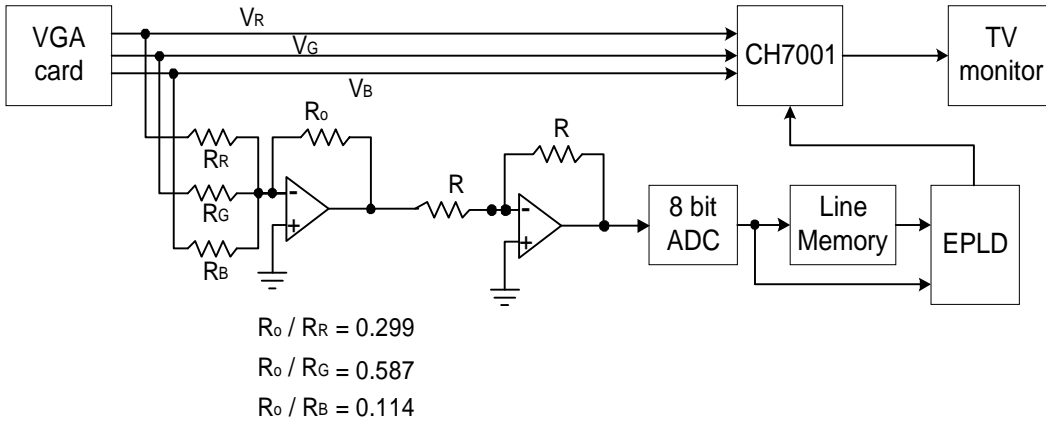 VGA card
VR
VG
VB
CH7001
TV monitor
Ro
RR
RG
RB
R
R
8 bit ADC
Line Memory
EPLD
Ro / RR = 0.299
Ro / RG = 0.587
Ro / RB = 0.114